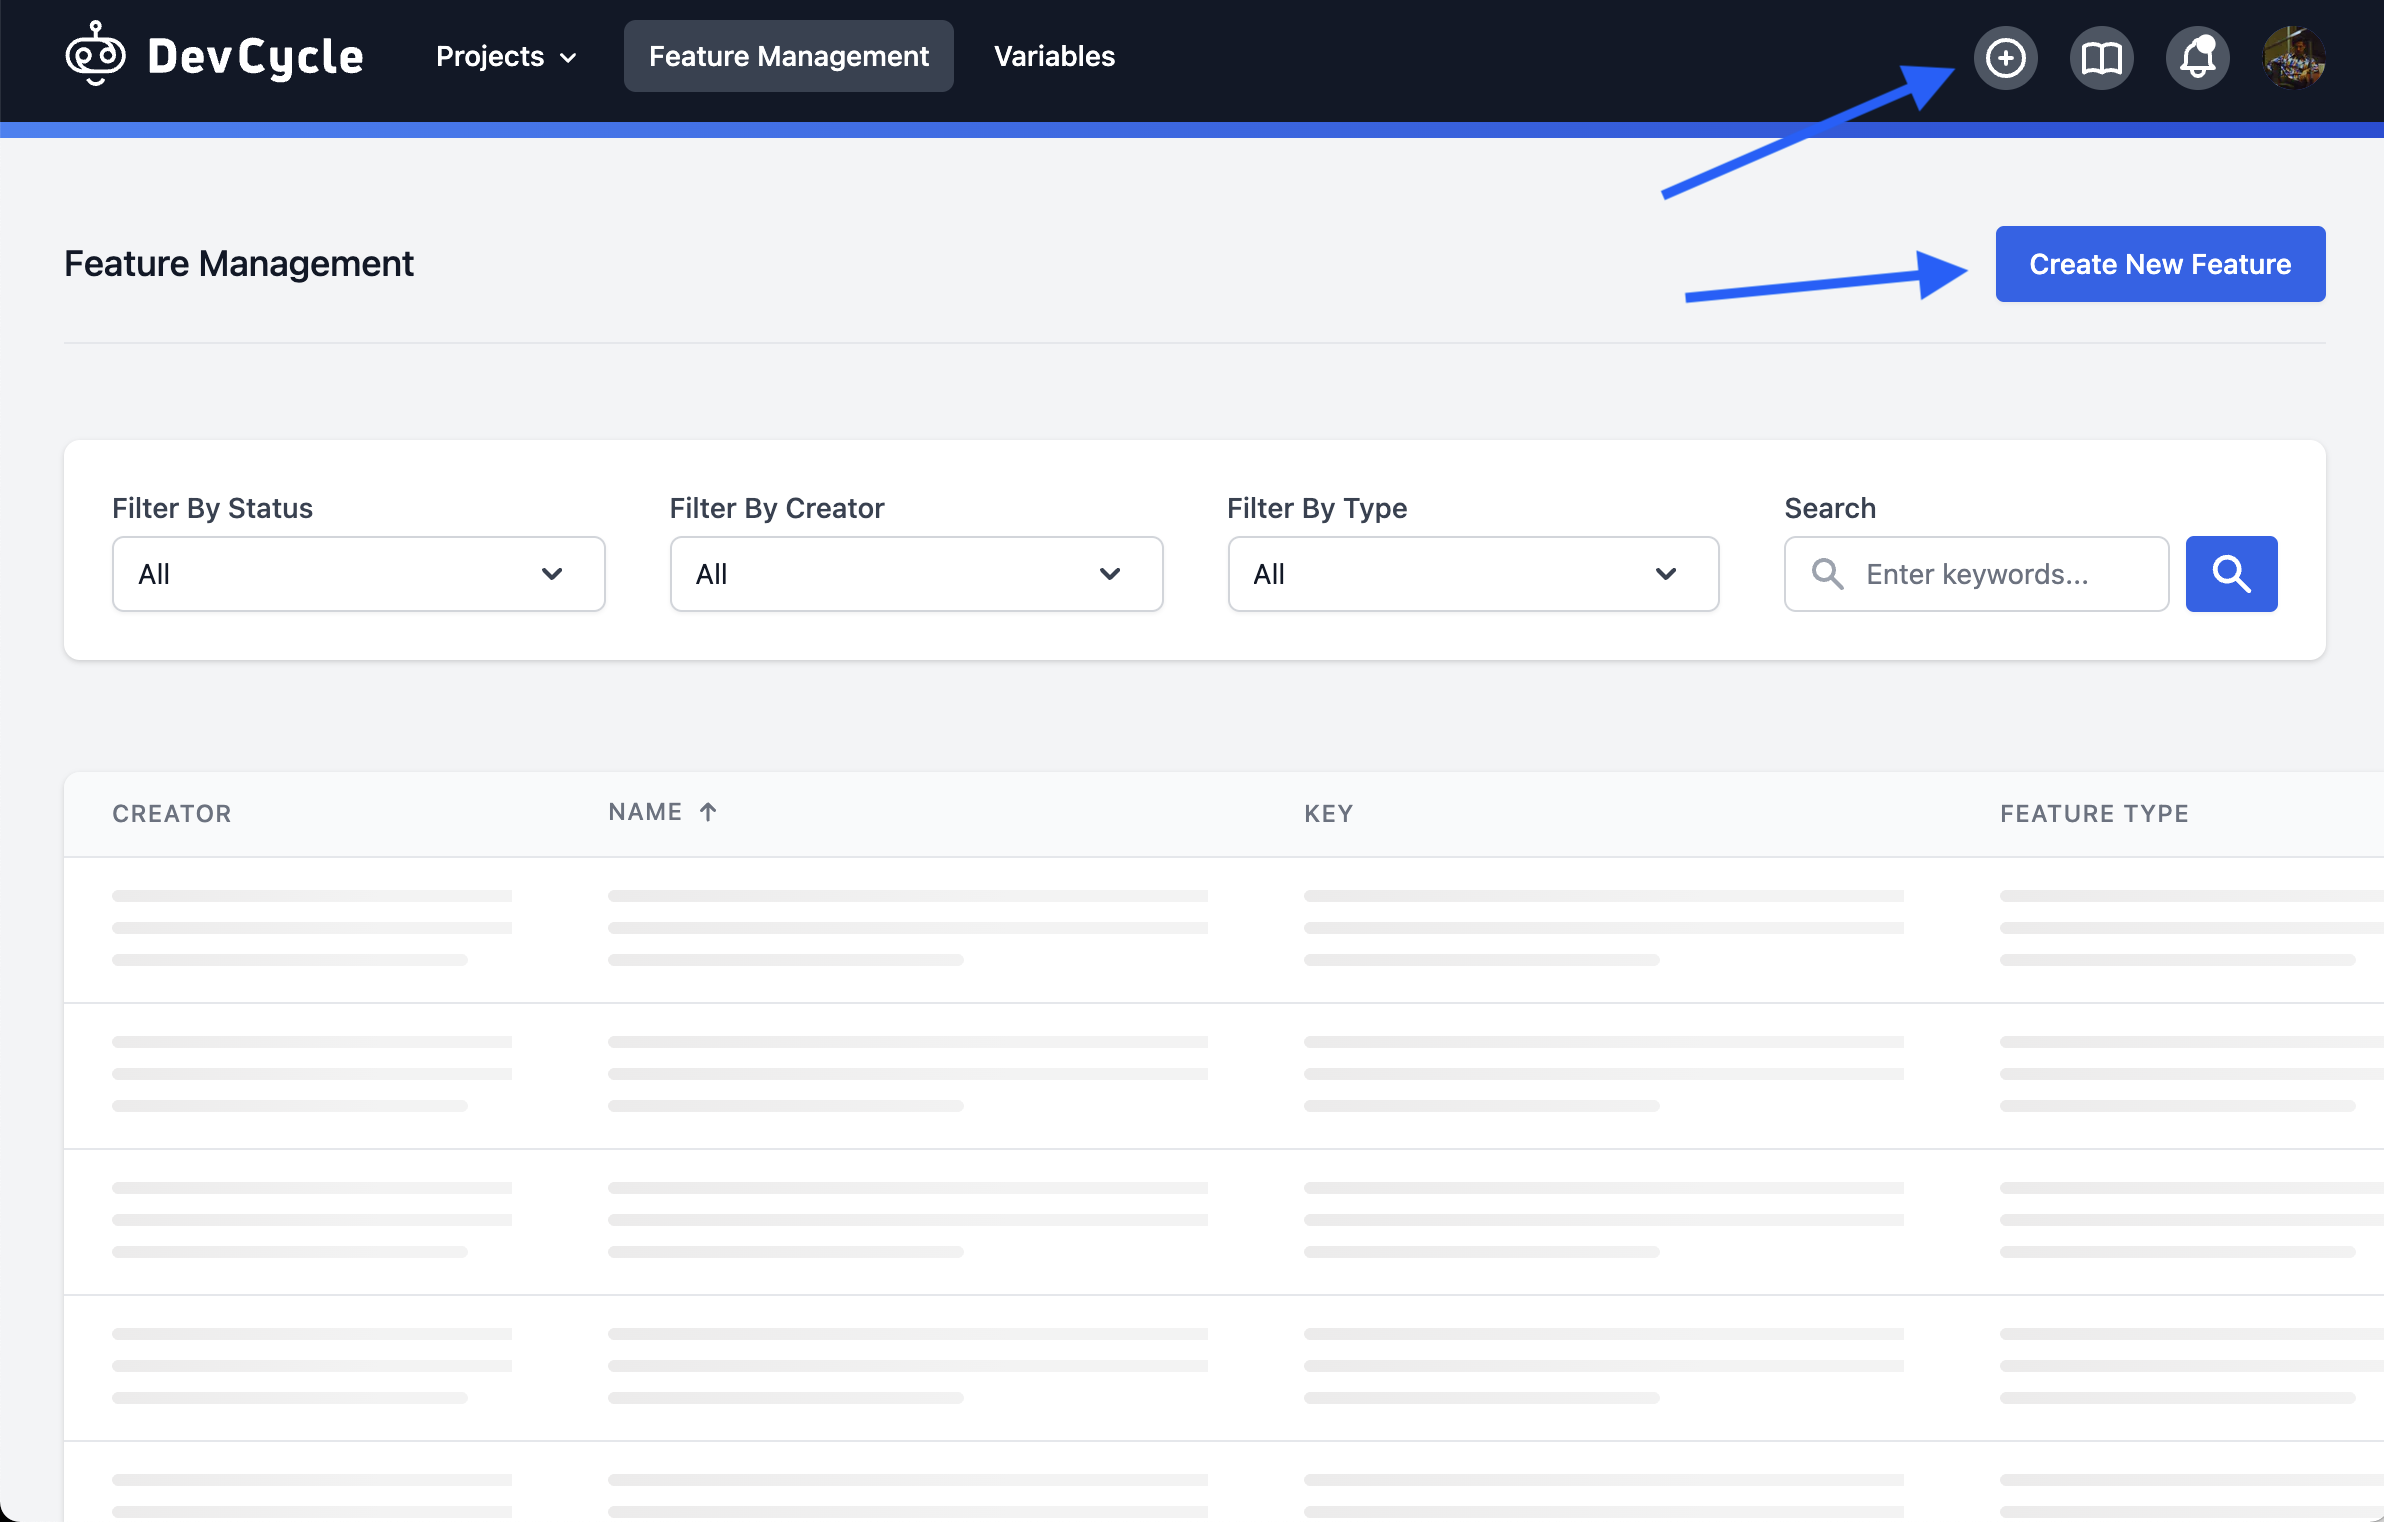 DevCycle
Projects
Feature Management
Variables
Feature Management
Create New Feature
Filter By Status
Filter By Creator
Filter By Type
Search
All
All
All
Enter keywords...
CREATOR
NAME
KEY
FEATURE TYPE